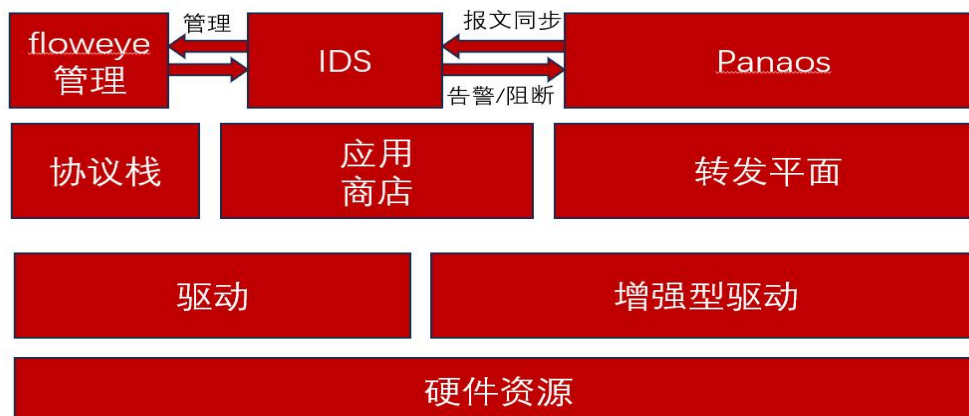 floweye
管理
管理
IDS
报文同步
告警/阻断
Panaos
协议栈
应用
商店
转发平面
驱动
增强型驱动
硬件资源